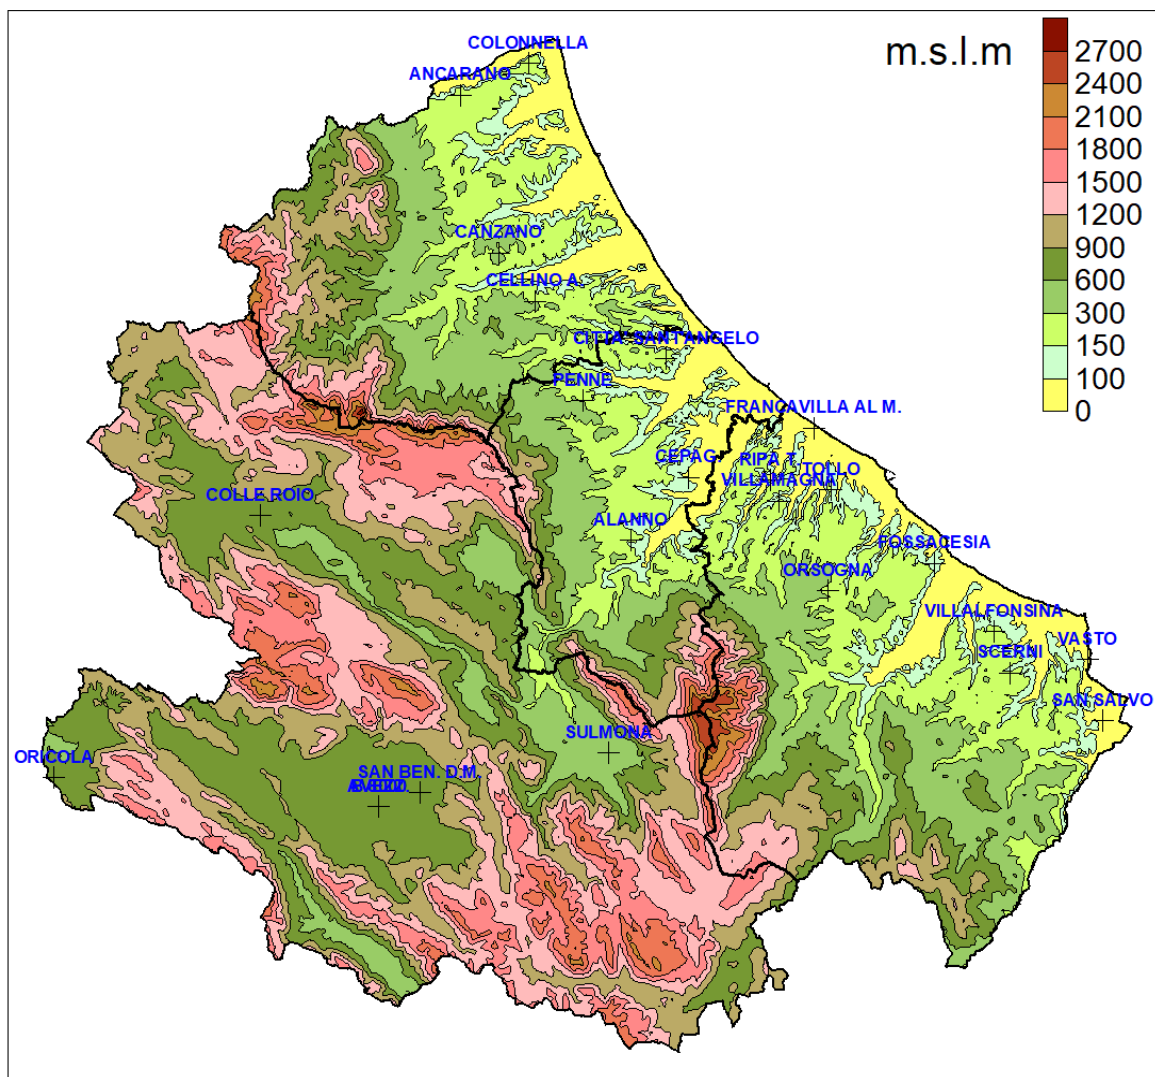 COLONNELLA
m.s.l.m
ANCARANO
2700
2400
2100
1800
1500
1200
900
600
300
150
100
0
CANZANO
CELLINO A.
CITTA' SANT'ANGELO
PENNE
FRANCAVILLA AL M.
CEPAG.
RIPA T.
TOLLO
VILLAMAGNA
COLLE ROIO
ALANNO
FOSSACESIA
ORSOGNA
VILLALFONSINA
VASTO
SCERNI
SAN SALVO
SULMONA
ORICOLA
SAN BEN. D.M.